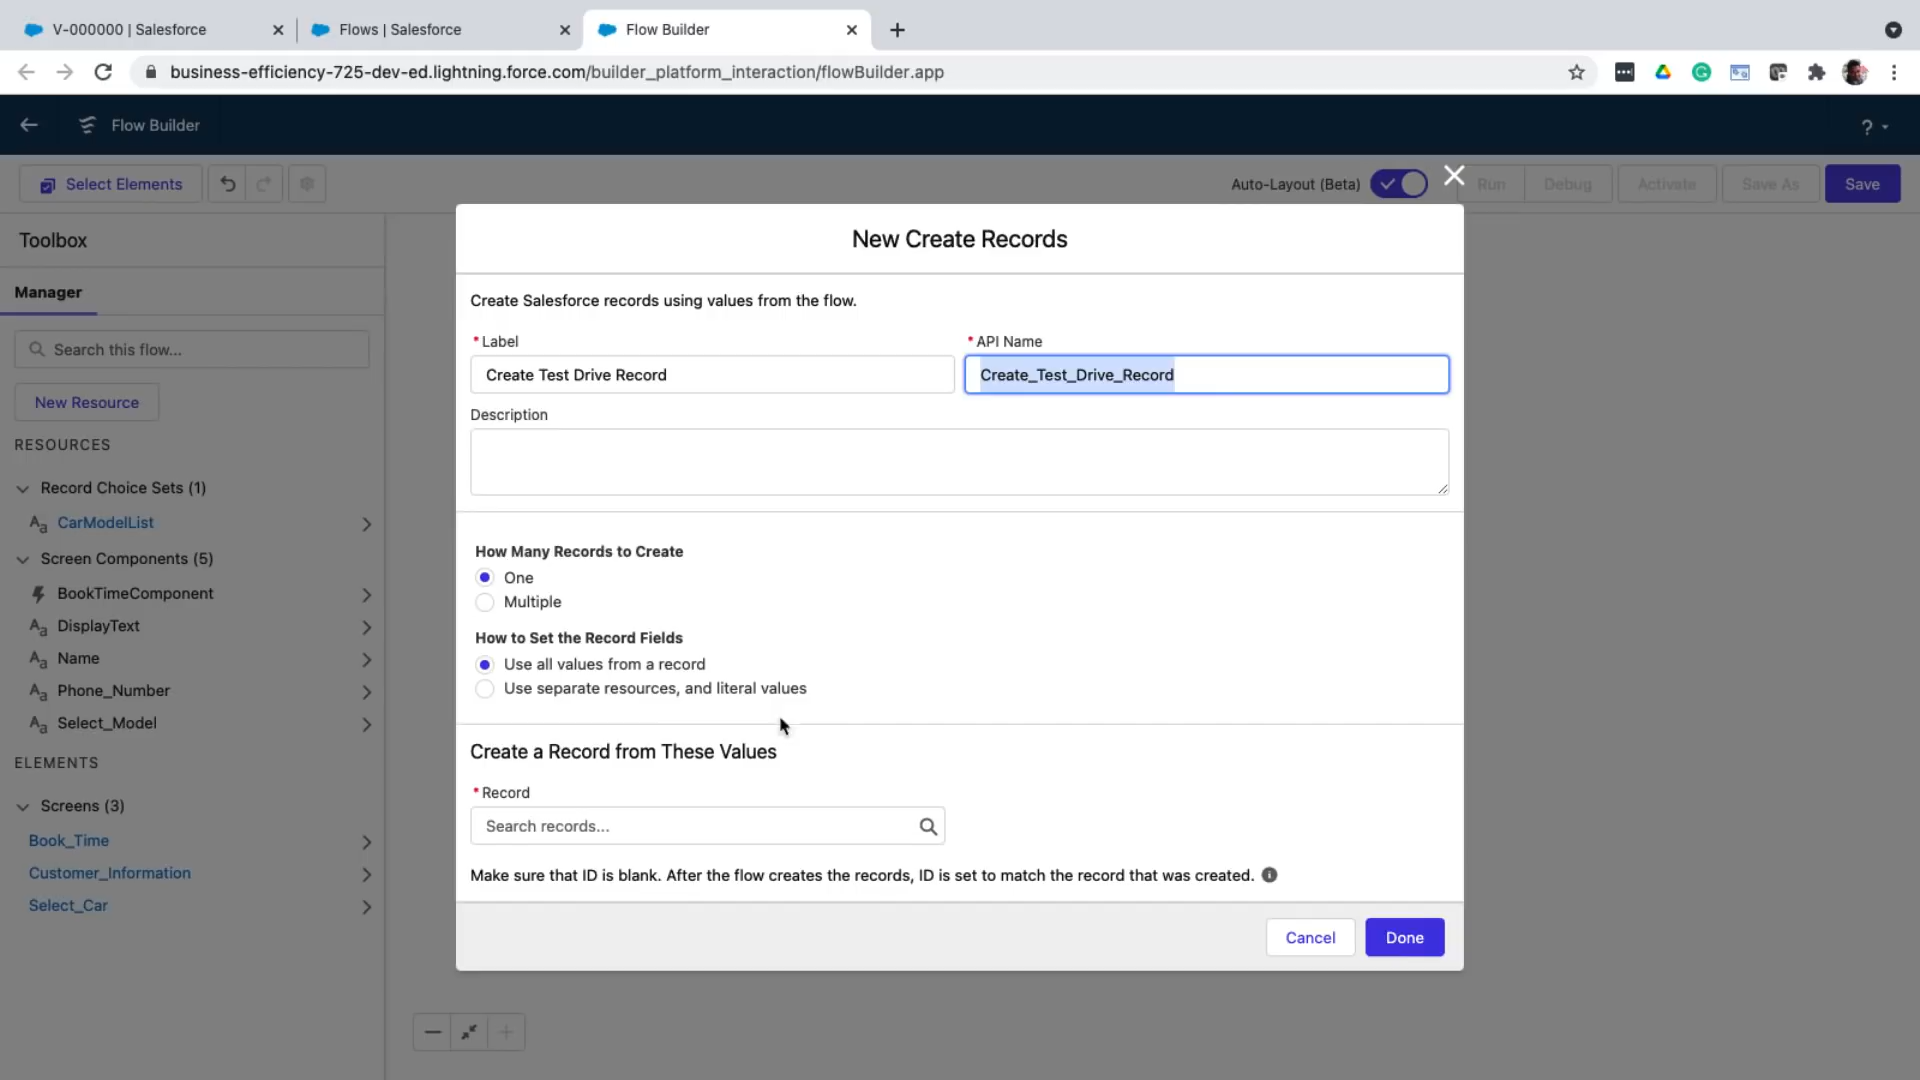 V-000000 | Salesforce
Flows | Salesforce
Flow Builder
business-efficiency-725-dev-ed.lightning.force.com/builder_platform_interaction/flowBuilder.app
Flow Builder
?
Select Elements
Auto-Layout (Beta)
Run
Debug
Activate
Save As
Save
Toolbox
Manager
Search this flow...
New Resource
RESOURCES
Record Choice Sets (1)
CarModelList
Screen Components (5)
BookTimeComponent
DisplayText
Name
Phone_Number
Select_Model
ELEMENTS
Screens (3)
Book_Time
Customer_Information
Select_Car
New Create Records
Create Salesforce records using values from the flow.
* Label
* API Name
Create Test Drive Record
Create_Test_Drive_Record
Description
How Many Records to Create
One
Multiple
How to Set the Record Fields
Use all values from a record
Use separate resources, and literal values
Create a Record from These Values
* Record
Search records...
Make sure that ID is blank. After the flow creates the records, ID is set to match the record that was created.
Cancel
Done